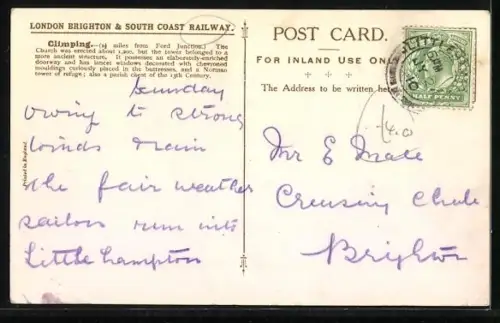 LONDON BRIGHTON & SOUTH COAST RAILWAY.
Climping.—(1½ miles from Ford Junction.) The
Church was erected about 1,200, but the tower belonged to
a more ancient structure. It possesses an elaborately-enriched
doorway and has lancet windows decorated with chevroned
mouldings curiously placed in the buttresses, and a Norman
tower of refuge; also a parish chest of the 13th Century.
Sunday
owing to strong
winds & rain
the fair weather
sailors run into
Littlehampton
Printed in England.
POST CARD.
FOR INLAND USE ONLY
The Address to be written here
HALF PENNY
Mr E
Cruising Club
Brighton